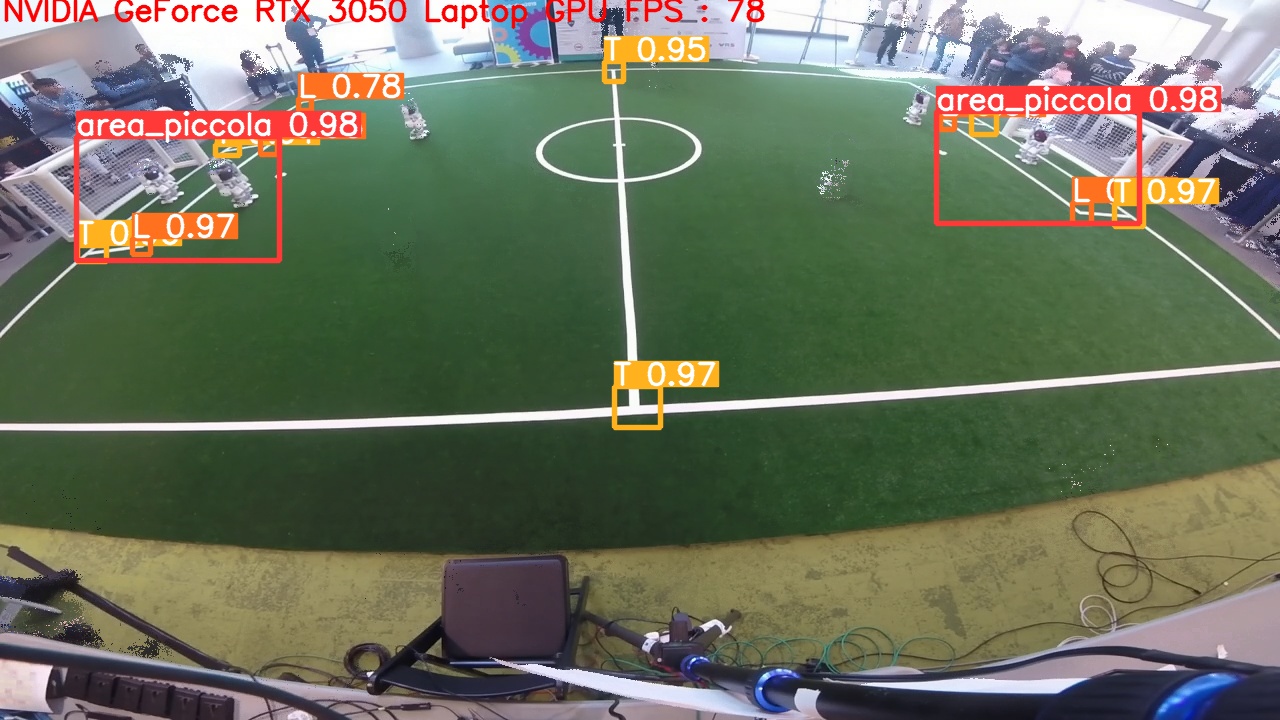 NVIDIA GeForce RTX 3050 Laptop GPU FPS : 78
T 0.95
L 0.78
area_piccola 0.98
area_piccola 0.98
L T 0.97
T L 0.97
T 0.97